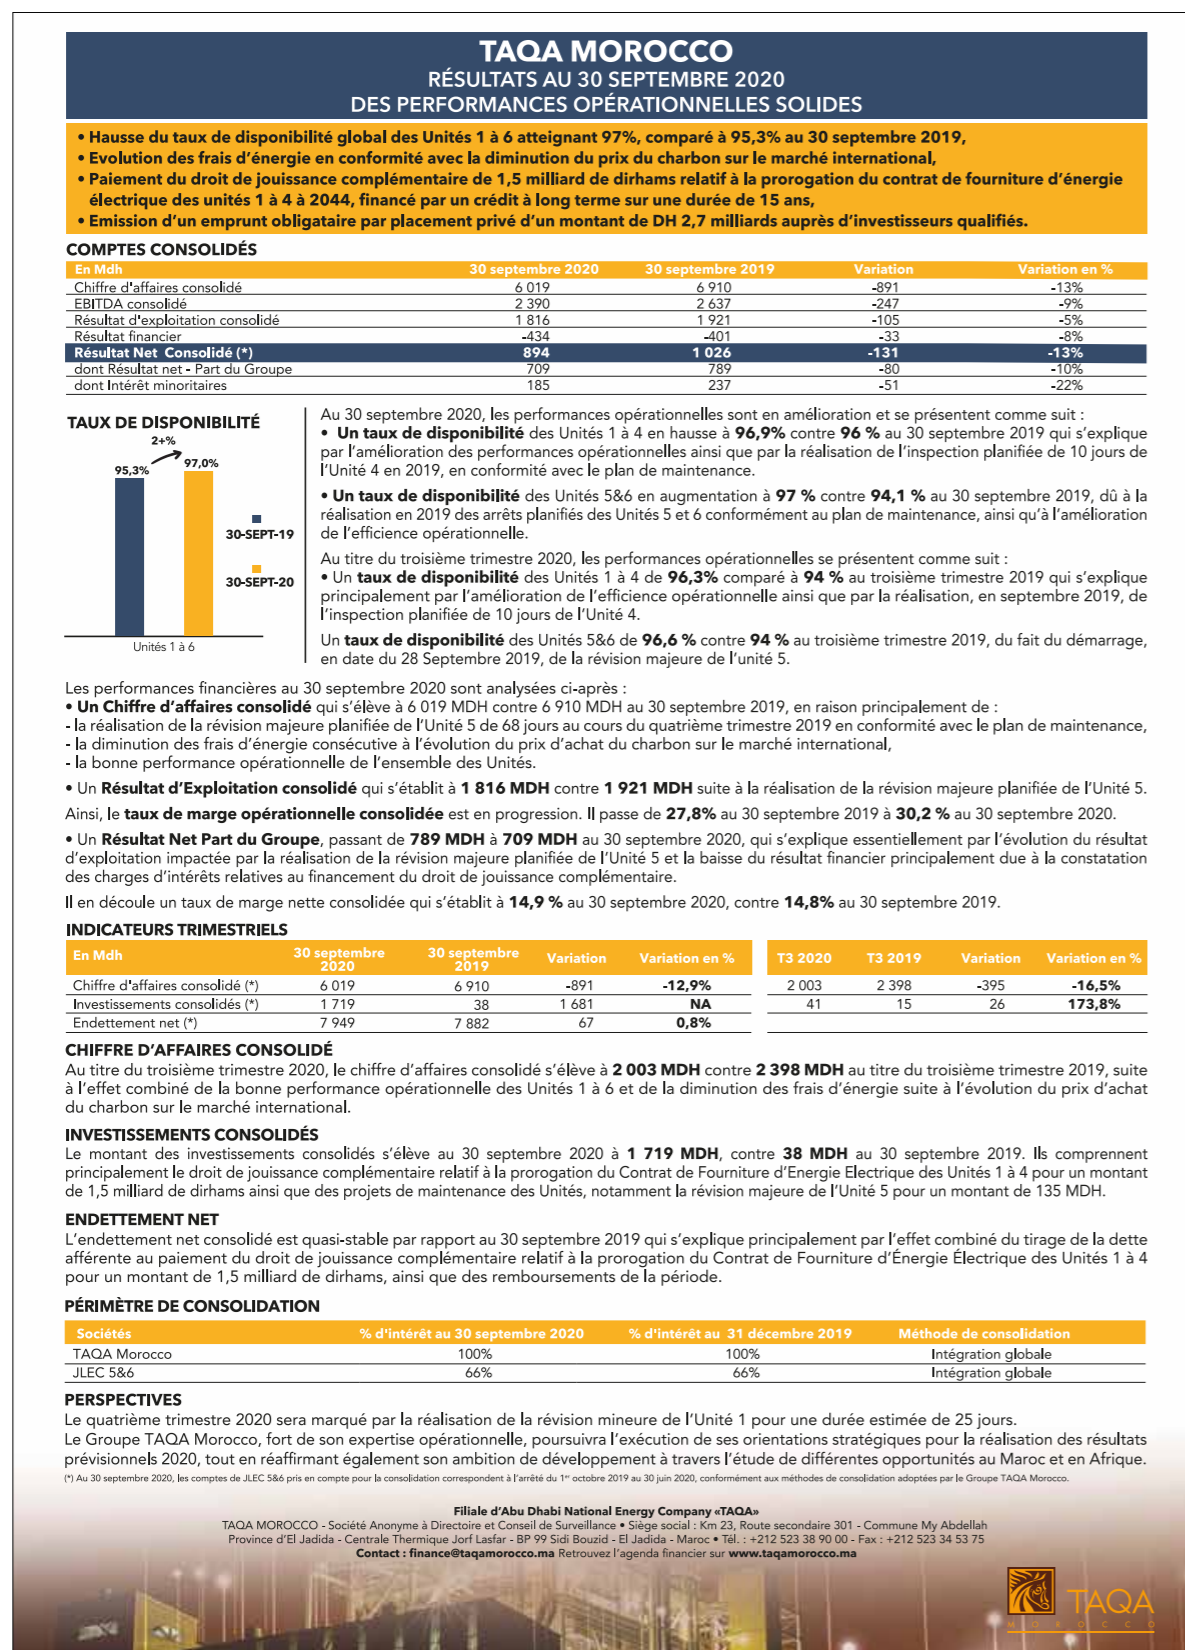 TAQA MOROCCO
RÉSULTATS AU 30 SEPTEMBRE 2020
DES PERFORMANCES OPÉRATIONNELLES SOLIDES
• Hausse du taux de disponibilité global des Unités 1 à 6 atteignant 97%, comparé à 95,3% au 30 septembre 2019,
• Evolution des frais d’énergie en conformité avec la diminution du prix du charbon sur le marché international,
• Paiement du droit de jouissance complémentaire de 1,5 milliard de dirhams relatif à la prorogation du contrat de fourniture d’énergie
électrique des unités 1 à 4 à 2044, financé par un crédit à long terme sur une durée de 15 ans,
• Emission d’un emprunt obligataire par placement privé d’un montant de DH 2,7 milliards auprès d’investisseurs qualifiés.
COMPTES CONSOLIDÉS
En Mdh 30 septembre 2020 30 septembre 2019 Variation Variation en %
Chiffre d'affaires consolidé 6 019 6 910 -891 -13%
EBITDA consolidé 2 390 2 637 -247 -9%
Résultat d'exploitation consolidé 1 816 1 921 -105 -5%
Résultat financier -434 -401 -33 -8%
Résultat Net Consolidé (*) 894 1 026 -131 -13%
dont Résultat net - Part du Groupe 709 789 -80 -10%
dont Intérêt minoritaires 185 237 -51 -22%
TAUX DE DISPONIBILITÉ
2+%
95,3% 97,0%
30-SEPT-19
30-SEPT-20
Unités 1 à 6
Au 30 septembre 2020, les performances opérationnelles sont en amélioration et se présentent comme suit :
• Un taux de disponibilité des Unités 1 à 4 en hausse à 96,9% contre 96 % au 30 septembre 2019 qui s’explique
par l’amélioration des performances opérationnelles ainsi que par la réalisation de l’inspection planifiée de 10 jours de
l’Unité 4 en 2019, en conformité avec le plan de maintenance.
• Un taux de disponibilité des Unités 5&6 en augmentation à 97 % contre 94,1 % au 30 septembre 2019, dû à la
réalisation en 2019 des arrêts planifiés des Unités 5 et 6 conformément au plan de maintenance, ainsi qu’à l’amélioration
de l’efficience opérationnelle.
Au titre du troisième trimestre 2020, les performances opérationnelles se présentent comme suit :
• Un taux de disponibilité des Unités 1 à 4 de 96,3% comparé à 94 % au troisième trimestre 2019 qui s’explique
principalement par l’amélioration de l’efficience opérationnelle ainsi que par la réalisation, en septembre 2019, de
l’inspection planifiée de 10 jours de l’Unité 4.
Un taux de disponibilité des Unités 5&6 de 96,6 % contre 94 % au troisième trimestre 2019, du fait du démarrage,
en date du 28 Septembre 2019, de la révision majeure de l’unité 5.
Les performances financières au 30 septembre 2020 sont analysées ci-après :
• Un Chiffre d’affaires consolidé qui s’élève à 6 019 MDH contre 6 910 MDH au 30 septembre 2019, en raison principalement de :
- la réalisation de la révision majeure planifiée de l’Unité 5 de 68 jours au cours du quatrième trimestre 2019 en conformité avec le plan de maintenance,
- la diminution des frais d’énergie consécutive à l’évolution du prix d’achat du charbon sur le marché international,
- la bonne performance opérationnelle de l’ensemble des Unités.
• Un Résultat d’Exploitation consolidé qui s’établit à 1 816 MDH contre 1 921 MDH suite à la réalisation de la révision majeure planifiée de l’Unité 5.
Ainsi, le taux de marge opérationnelle consolidée est en progression. Il passe de 27,8% au 30 septembre 2019 à 30,2 % au 30 septembre 2020.
• Un Résultat Net Part du Groupe, passant de 789 MDH à 709 MDH au 30 septembre 2020, qui s’explique essentiellement par l’évolution du résultat
d’exploitation impactée par la réalisation de la révision majeure planifiée de l’Unité 5 et la baisse du résultat financier principalement due à la constatation
des charges d’intérêts relatives au financement du droit de jouissance complémentaire.
Il en découle un taux de marge nette consolidée qui s’établit à 14,9 % au 30 septembre 2020, contre 14,8% au 30 septembre 2019.
INDICATEURS TRIMESTRIELS
En Mdh 30 septembre 2020 30 septembre 2019 Variation Variation en % T3 2020 T3 2019 Variation Variation en %
Chiffre d'affaires consolidé (*) 6 019 6 910 -891 -12,9% 2 003 2 398 -395 -16,5%
Investissements consolidés (*) 1 719 38 1 681 NA 41 15 26 173,8%
Endettement net (*) 7 949 7 882 67 0,8%
CHIFFRE D’AFFAIRES CONSOLIDÉ
Au titre du troisième trimestre 2020, le chiffre d’affaires consolidé s’élève à 2 003 MDH contre 2 398 MDH au titre du troisième trimestre 2019, suite
à l’effet combiné de la bonne performance opérationnelle des Unités 1 à 6 et de la diminution des frais d’énergie suite à l’évolution du prix d’achat
du charbon sur le marché international.
INVESTISSEMENTS CONSOLIDÉS
Le montant des investissements consolidés s’élève au 30 septembre 2020 à 1 719 MDH, contre 38 MDH au 30 septembre 2019. Ils comprennent
principalement le droit de jouissance complémentaire relatif à la prorogation du Contrat de Fourniture d’Energie Electrique des Unités 1 à 4 pour un montant
de 1,5 milliard de dirhams ainsi que des projets de maintenance des Unités, notamment la révision majeure de l’Unité 5 pour un montant de 135 MDH.
ENDETTEMENT NET
L’endettement net consolidé est quasi-stable par rapport au 30 septembre 2019 qui s’explique principalement par l’effet combiné du tirage de la dette
afférente au paiement du droit de jouissance complémentaire relatif à la prorogation du Contrat de Fourniture d’Énergie Électrique des Unités 1 à 4
pour un montant de 1,5 milliard de dirhams, ainsi que des remboursements de la période.
PÉRIMÈTRE DE CONSOLIDATION
Sociétés % d'intérêt au 30 septembre 2020 % d'intérêt au 31 décembre 2019 Méthode de consolidation
TAQA Morocco 100% 100% Intégration globale
JLEC 5&6 66% 66% Intégration globale
PERSPECTIVES
Le quatrième trimestre 2020 sera marqué par la réalisation de la révision mineure de l’Unité 1 pour une durée estimée de 25 jours.
Le Groupe TAQA Morocco, fort de son expertise opérationnelle, poursuivra l’exécution de ses orientations stratégiques pour la réalisation des résultats
prévisionnels 2020, tout en réaffirmant également son ambition de développement à travers l’étude de différentes opportunités au Maroc et en Afrique.
(*) Au 30 septembre 2020, les comptes de JLEC 5&6 pris en compte pour la consolidation correspondent à l’arrêté du 1er octobre 2019 au 30 juin 2020, conformément aux méthodes de consolidation adoptées par le Groupe TAQA Morocco.
Filiale d’Abu Dhabi National Energy Company «TAQA»
TAQA MOROCCO - Société Anonyme à Directoire et Conseil de Surveillance • Siège social : Km 23, Route secondaire 301 - Commune My Abdellah
Province d’El Jadida - Centrale Thermique Jorf Lasfar - BP 99 Sidi Bouzid - El Jadida - Maroc • Tél. : +212 523 38 90 00 - Fax : +212 523 34 53 75
Contact : finance@taqamorocco.ma Retrouvez l’agenda financier sur www.taqamorocco.ma
TAQA
MOROCCO